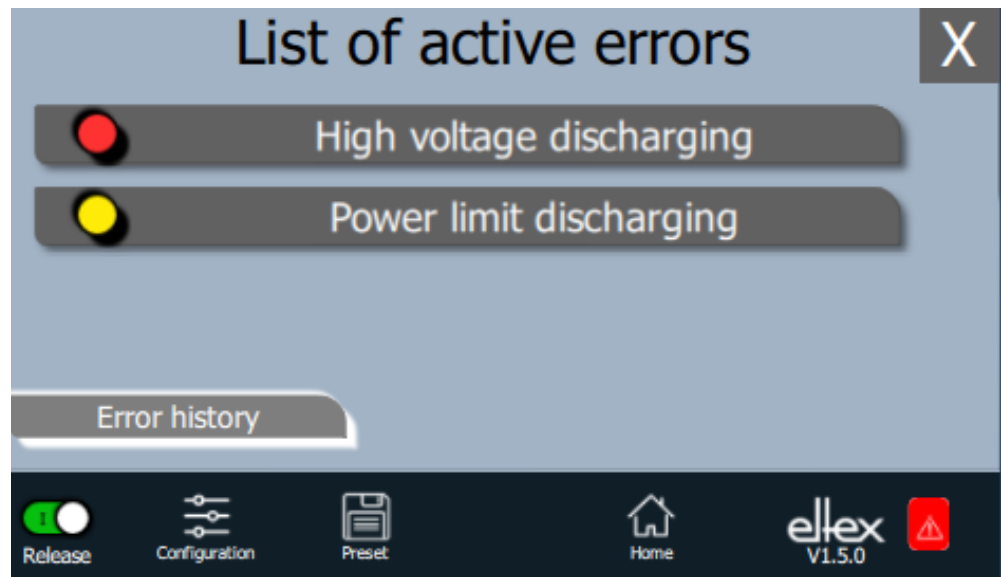 List of active errors
X
High voltage discharging
Power limit discharging
Error history
I
Release
Configuration
Preset
Home
eltex
V1.5.0